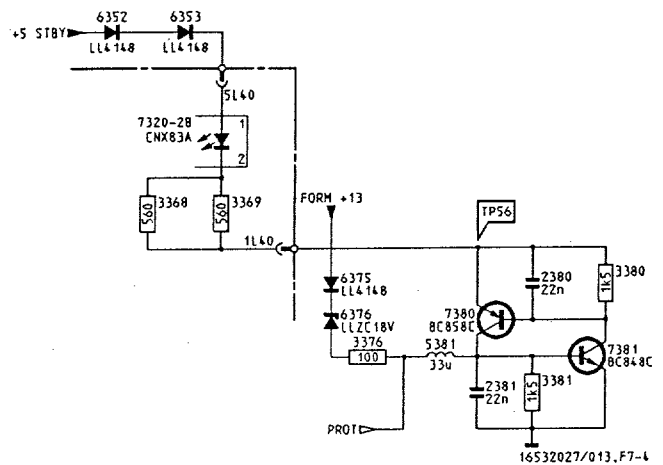 6352 6353
+5 STBY
LL4148 LL4148
5L40
7320-2B
CNX83A
1
2
560 3368 560 3369
FORM +13
1L40
TP56
6375
LL4148
2380
22n
3380
1k5
6376
LLZC18V
7380
BC858C
3376
100
5381
33u
7381
BC848C
2381
22n
3381
1k5
PROT
16532027/013.F7-4